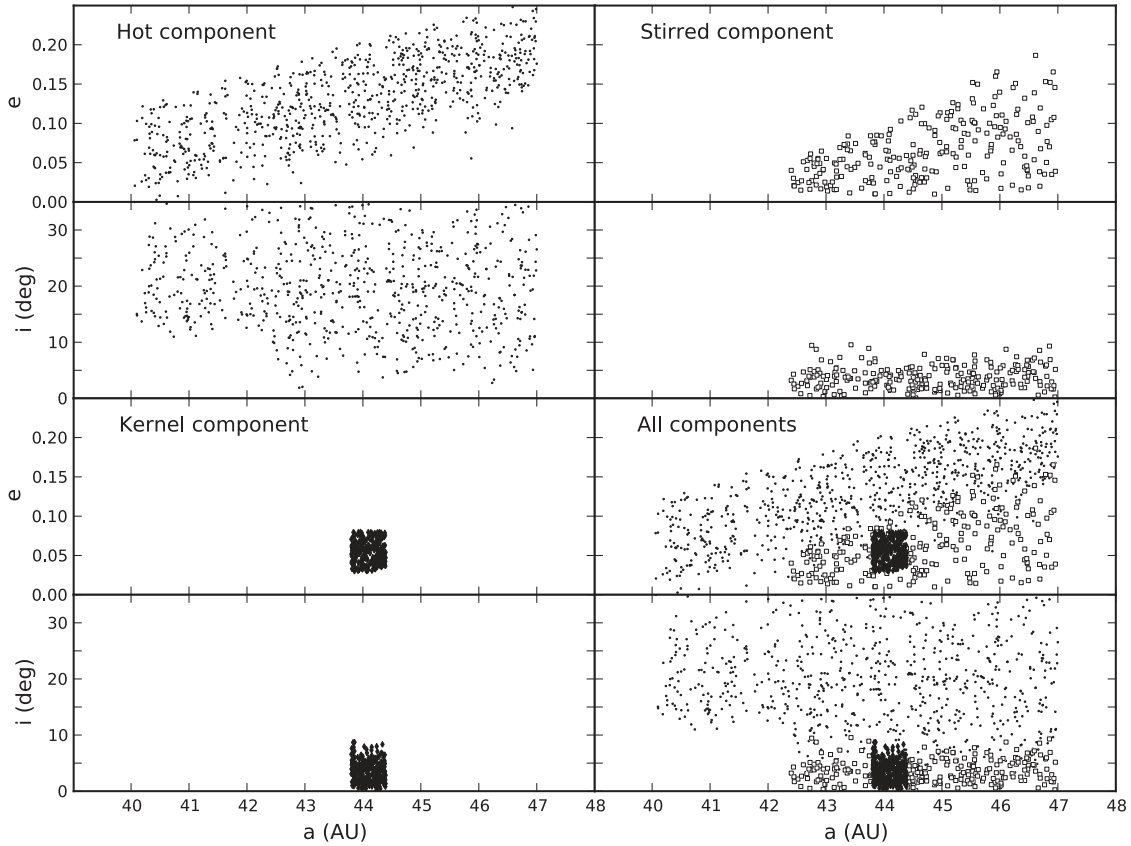 Hot component
Stirred component
0.20
0.15
0.10
0.05
0.00
e
30
20
10
0
i (deg)
Kernel component
All components
0.20
0.15
0.10
0.05
0.00
e
30
20
10
0
i (deg)
40 41 42 43 44 45 46 47 48
40 41 42 43 44 45 46 47 48
a (AU)
a (AU)